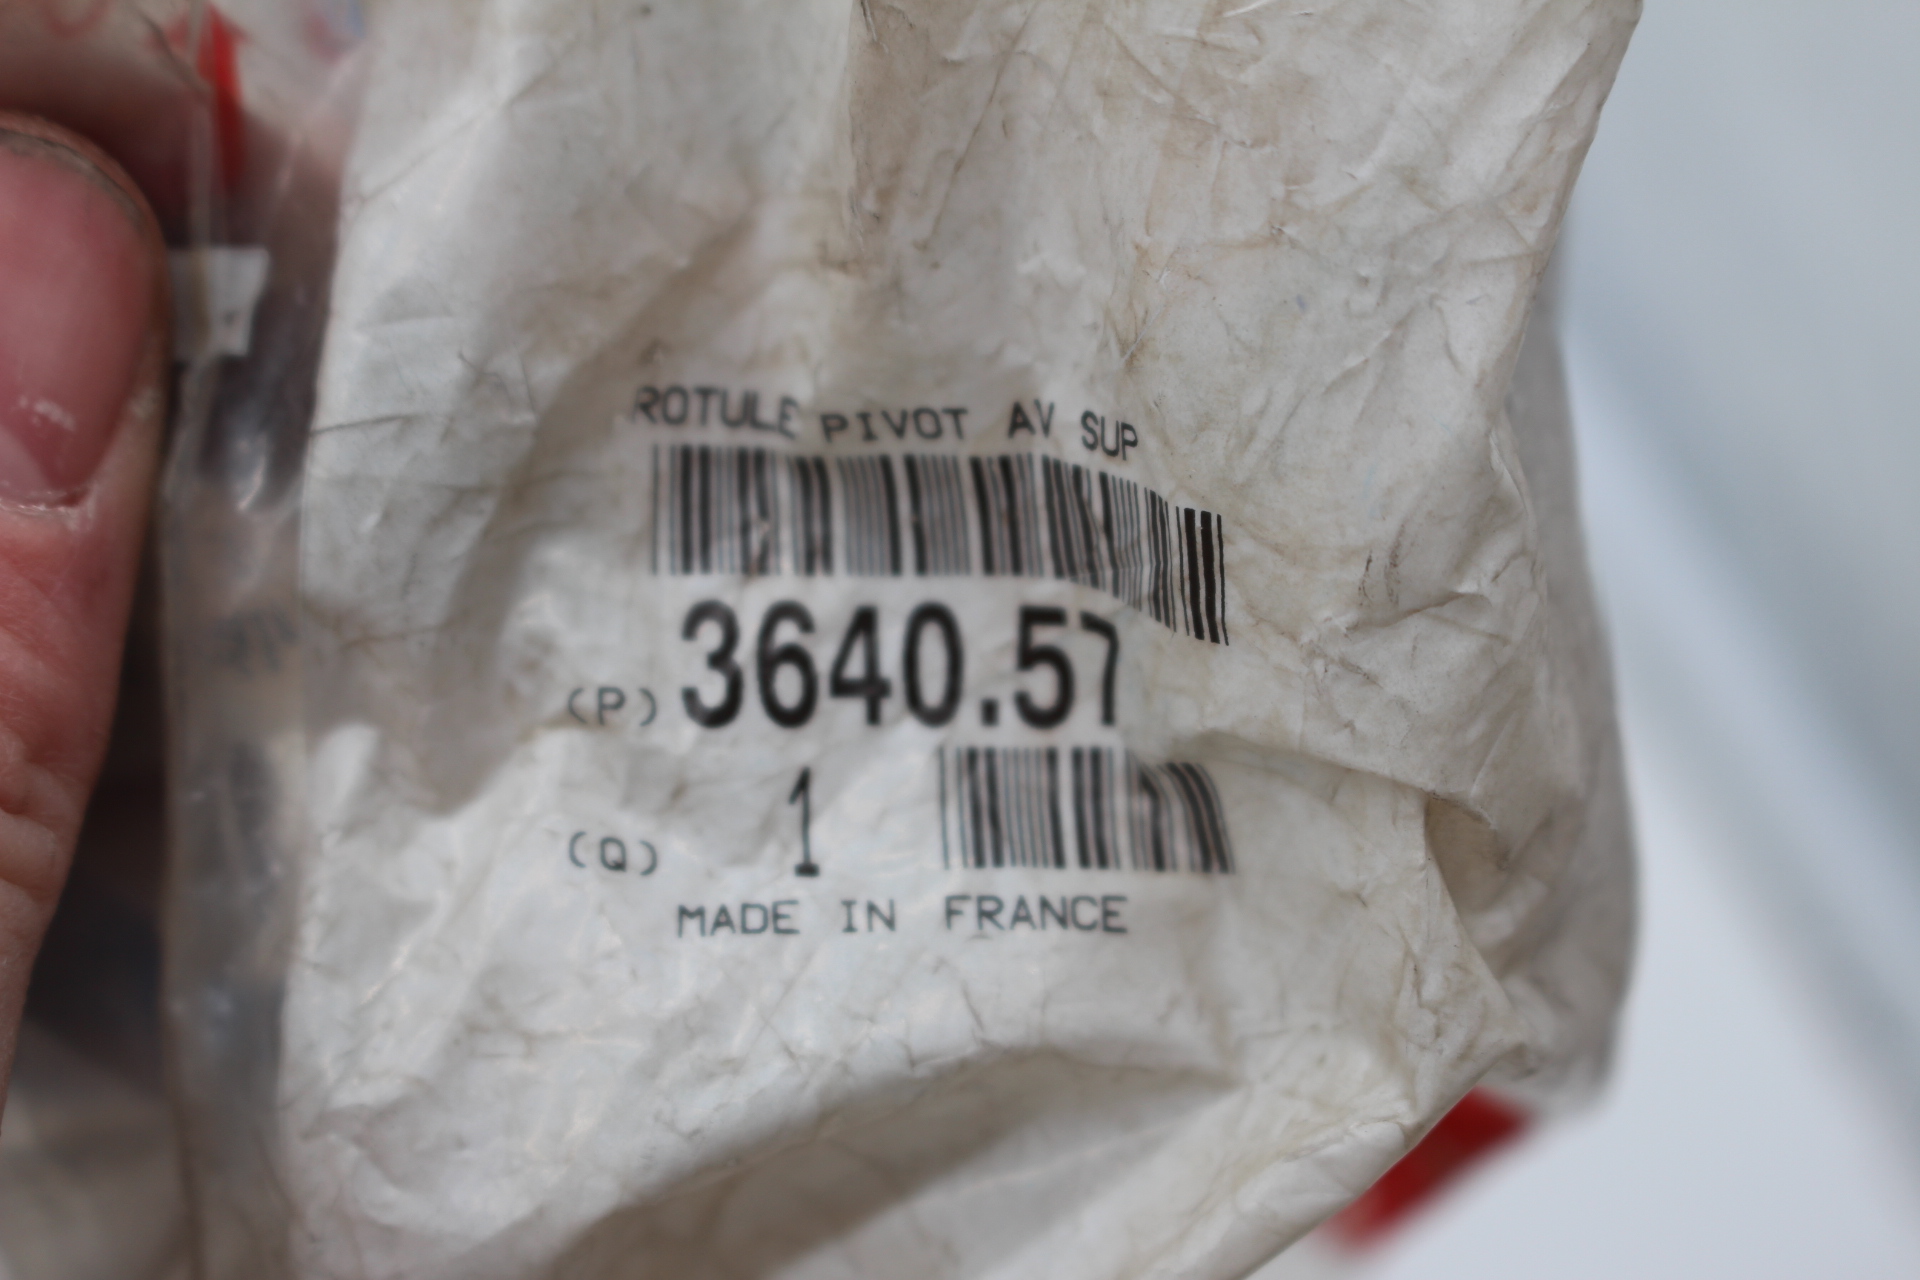 ROTULE PIVOT AV SUP
(P) 3640.57
(Q) 1
MADE IN FRANCE